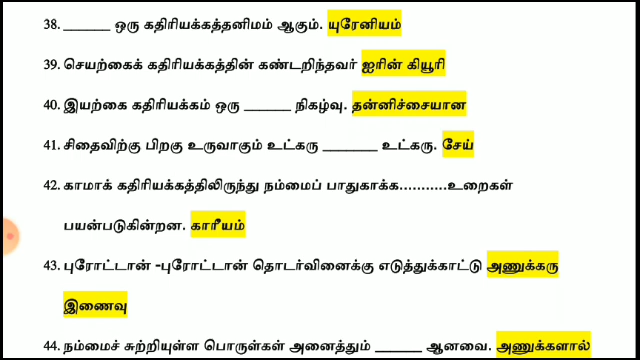 38. ______ ஒரு கதிரியக்கத்தனிமம் ஆகும். யுரேனியம்
39. செயற்கைக் கதிரியக்கத்தின் கண்டறிந்தவர் ஐரின் கியூரி
40. இயற்கை கதிரியக்கம் ஒரு ______ நிகழ்வு. தன்னிச்சையான
41. சிதைவிற்கு பிறகு உருவாகும் உட்கரு _______ உட்கரு. சேய்
42. காமாக் கதிரியக்கத்திலிருந்து நம்மைப் பாதுகாக்க...........உறைகள்
பயன்படுகின்றன. காரீயம்
43. புரோட்டான் -புரோட்டான் தொடர்வினைக்கு எடுத்துக்காட்டு அணுக்கரு
இணைவு
44. நம்மைச் சுற்றியுள்ள பொருள்கள் அனைத்தும் ______ ஆனவை. அணுக்களால்